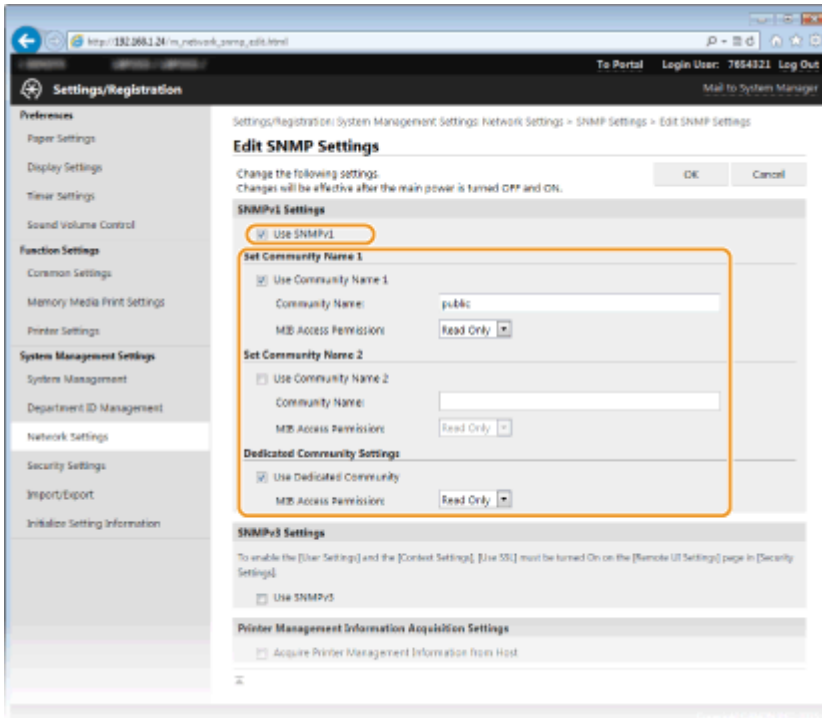 http://192.168.1.24/m_network_snmp_edit.html
To Portal Login User: 7654321 Log Out
Settings/Registration
Mail to System Manager
Preferences
Paper Settings
Display Settings
Timer Settings
Sound Volume Control
Function Settings
Common Settings
Memory Media Print Settings
Printer Settings
System Management Settings
System Management
Department ID Management
Network Settings
Security Settings
Import/Export
Initialize Setting Information
Settings/Registration: System Management Settings: Network Settings > SNMP Settings > Edit SNMP Settings
Edit SNMP Settings
Change the following settings.
Changes will be effective after the main power is turned OFF and ON.
OK Cancel
SNMPv1 Settings
Use SNMPv1
Set Community Name 1
Use Community Name 1
Community Name: public
MIB Access Permission: Read Only
Set Community Name 2
Use Community Name 2
Community Name:
MIB Access Permission: Read Only
Dedicated Community Settings
Use Dedicated Community
MIB Access Permission: Read Only
SNMPv3 Settings
To enable the [User Settings] and the [Context Settings], [Use SSL] must be turned On on the [Remote UI Settings] page in [Security
Settings].
Use SNMPv3
Printer Management Information Acquisition Settings
Acquire Printer Management Information from Host